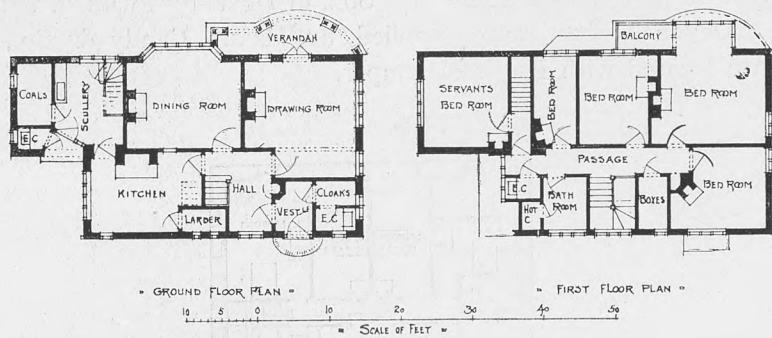 VERANDAH
COALS
SCULLERY
E.C
DINING ROOM
DRAWING ROOM
KITCHEN
HALL
CLOAKS
LARDER
VEST.
E.C.
" GROUND FLOOR PLAN "
BALCONY
SERVANTS
BED ROOM
BED ROOM
BED ROOM
BED ROOM
PASSAGE
E.C
BATH
ROOM
HOT
C
BOXES
BED ROOM
" FIRST FLOOR PLAN "
10 5 0 10 20 30 40 50
" SCALE OF FEET "